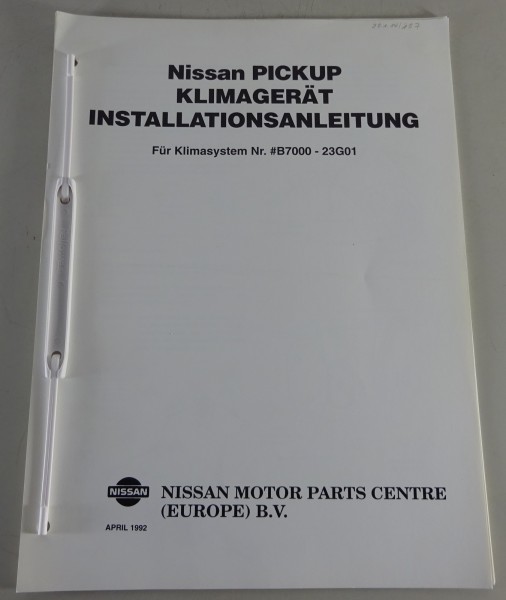 Nissan PICKUP
KLIMAGERÄT
INSTALLATIONSANLEITUNG
Für Klimasystem Nr. #B7000 - 23G01
NISSAN
NISSAN MOTOR PARTS CENTRE
(EUROPE) B.V.
APRIL 1992